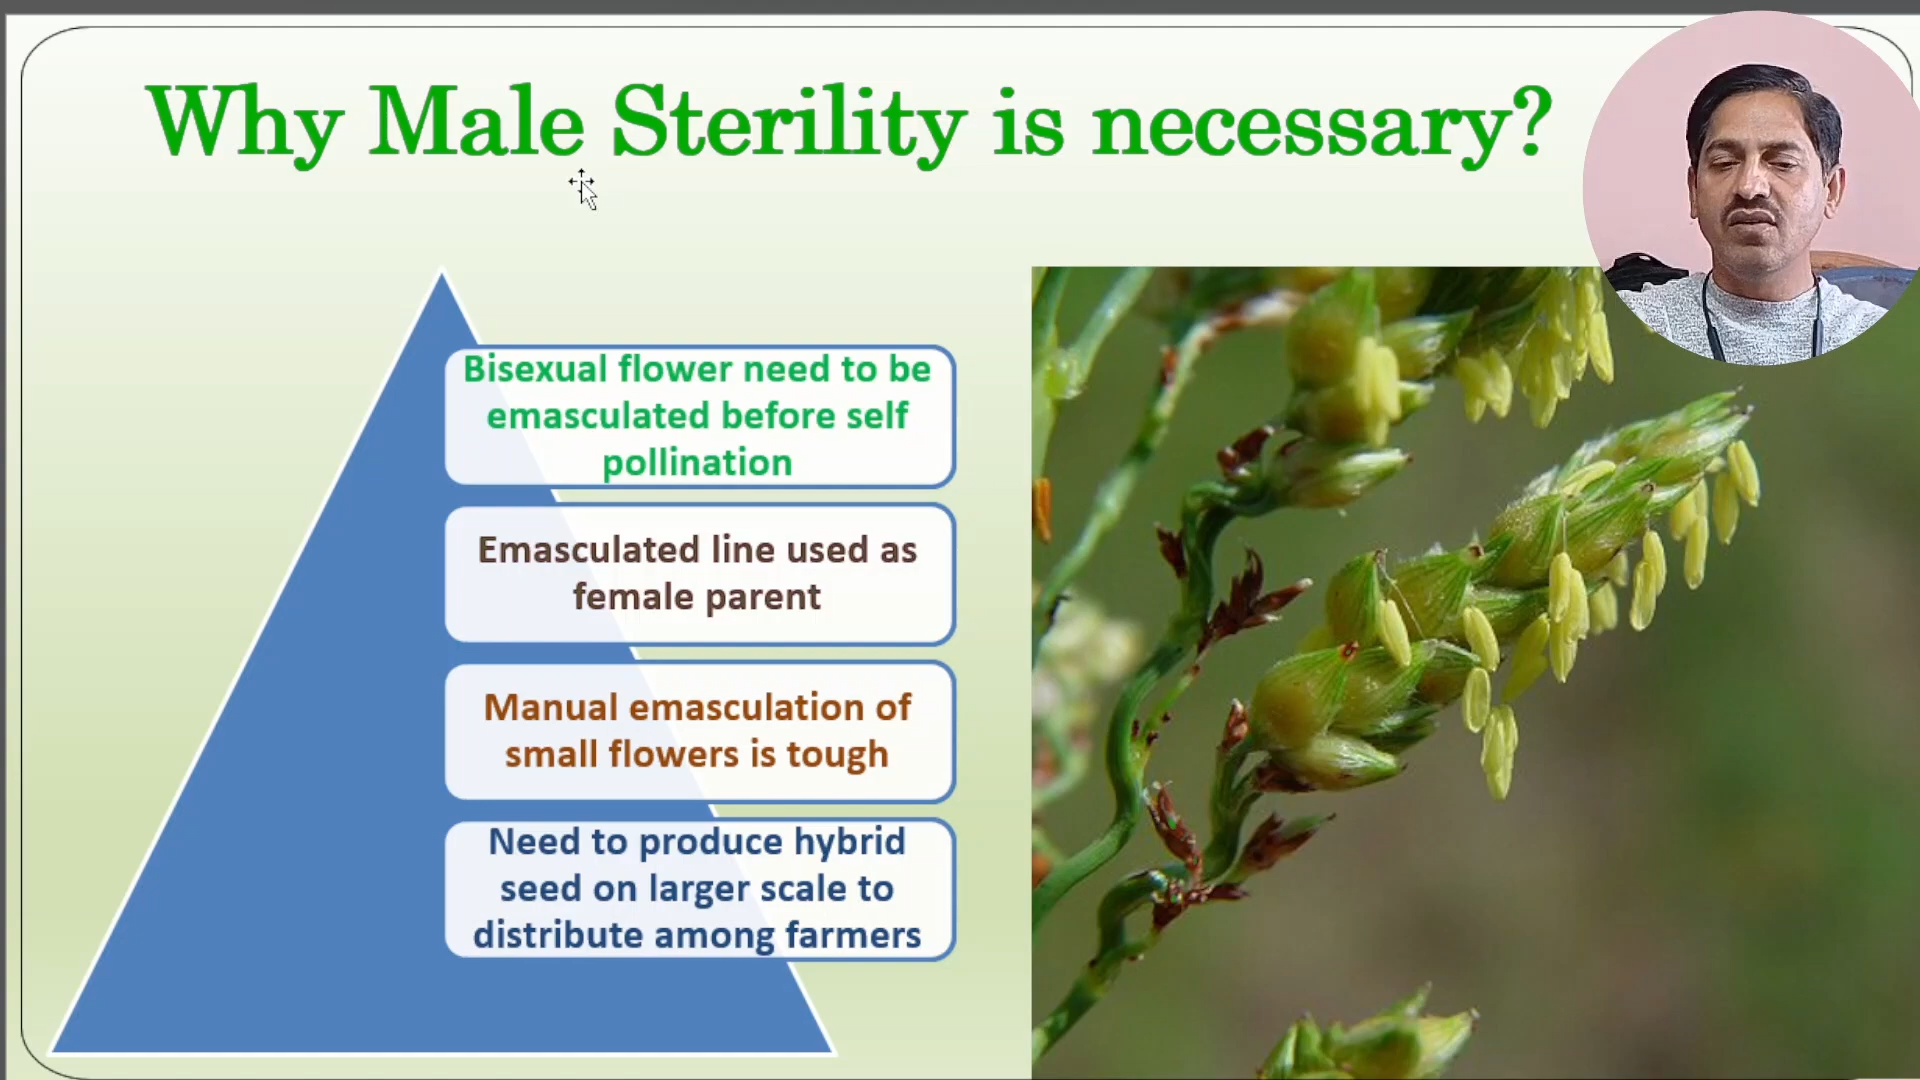 Why Male Sterility is necessary?
Bisexual flower need to be
emasculated before self
pollination
Emasculated line used as
female parent
Manual emasculation of
small flowers is tough
Need to produce hybrid
seed on larger scale to
distribute among farmers